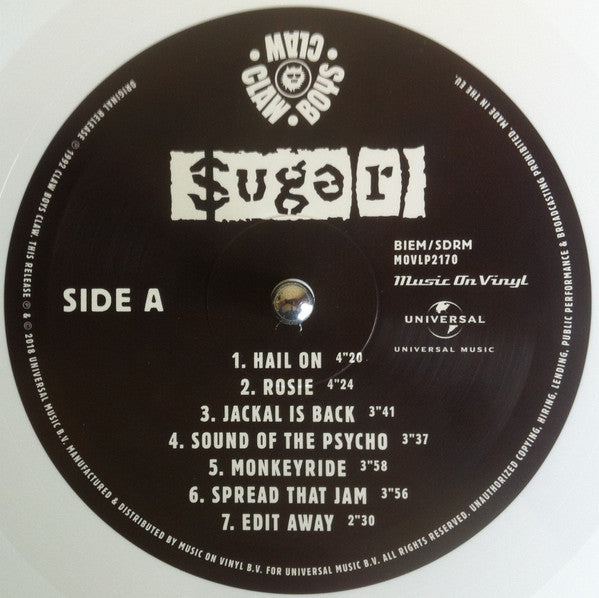 CLAW BOYS CLAW
$ugar
BIEM/SDRM
MOVLP2170
Music On Vinyl
UNIVERSAL
UNIVERSAL MUSIC
SIDE A
1. HAIL ON 4"20
2. ROSIE 4"24
3. JACKAL IS BACK 3"41
4. SOUND OF THE PSYCHO 3"37
5. MONKEYRIDE 3"58
6. SPREAD THAT JAM 3"56
7. EDIT AWAY 2"30
ORIGINAL RELEASE ℗ 1992 CLAW BOYS CLAW. THIS RELEASE ℗ & © 2018 UNIVERSAL MUSIC B.V. MANUFACTURED & DISTRIBUTED BY MUSIC ON VINYL B.V. FOR UNIVERSAL MUSIC B.V. ALL RIGHTS RESERVED. UNAUTHORIZED COPYING, HIRING, LENDING, PUBLIC PERFORMANCE & BROADCASTING PROHIBITED. MADE IN THE EU.